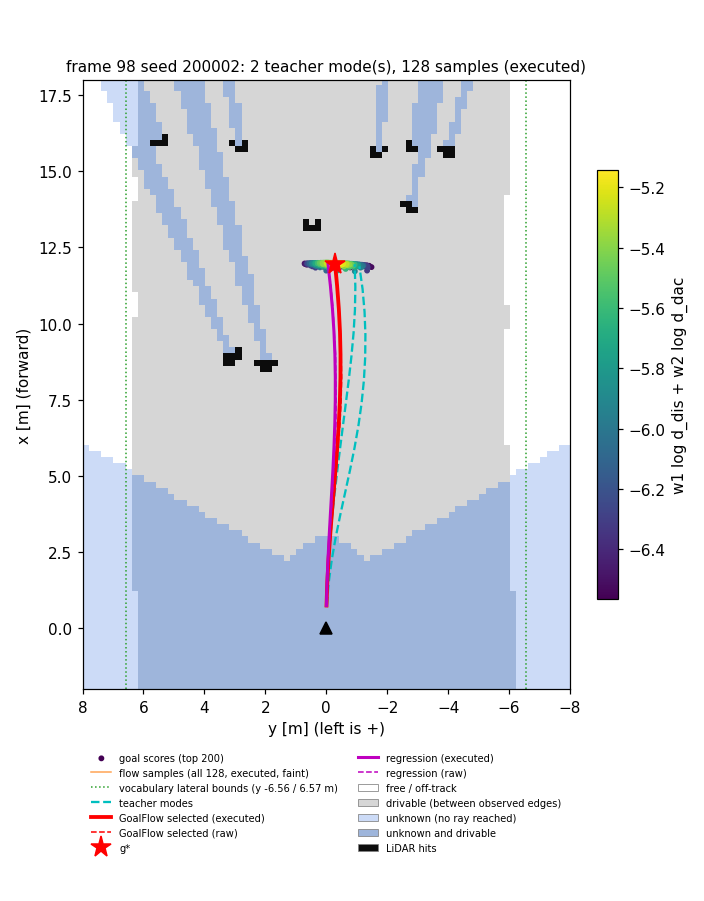 frame 98 seed 200002: 2 teacher mode(s), 128 samples (executed)
17.5
15.0
12.5
10.0
7.5
5.0
2.5
0.0
x [m] (forward)
8 6 4 2 0 −2 −4 −6 −8
y [m] (left is +)
−5.2
−5.4
−5.6
−5.8
−6.0
−6.2
−6.4
w1 log d_dis + w2 log d_dac
goal scores (top 200)
flow samples (all 128, executed, faint)
vocabulary lateral bounds (y -6.56 / 6.57 m)
teacher modes
GoalFlow selected (executed)
GoalFlow selected (raw)
g*
regression (executed)
regression (raw)
free / off-track
drivable (between observed edges)
unknown (no ray reached)
unknown and drivable
LiDAR hits